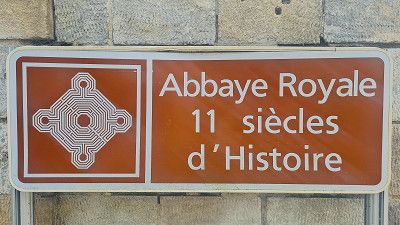 Abbaye Royale
11 siècles
d'Histoire